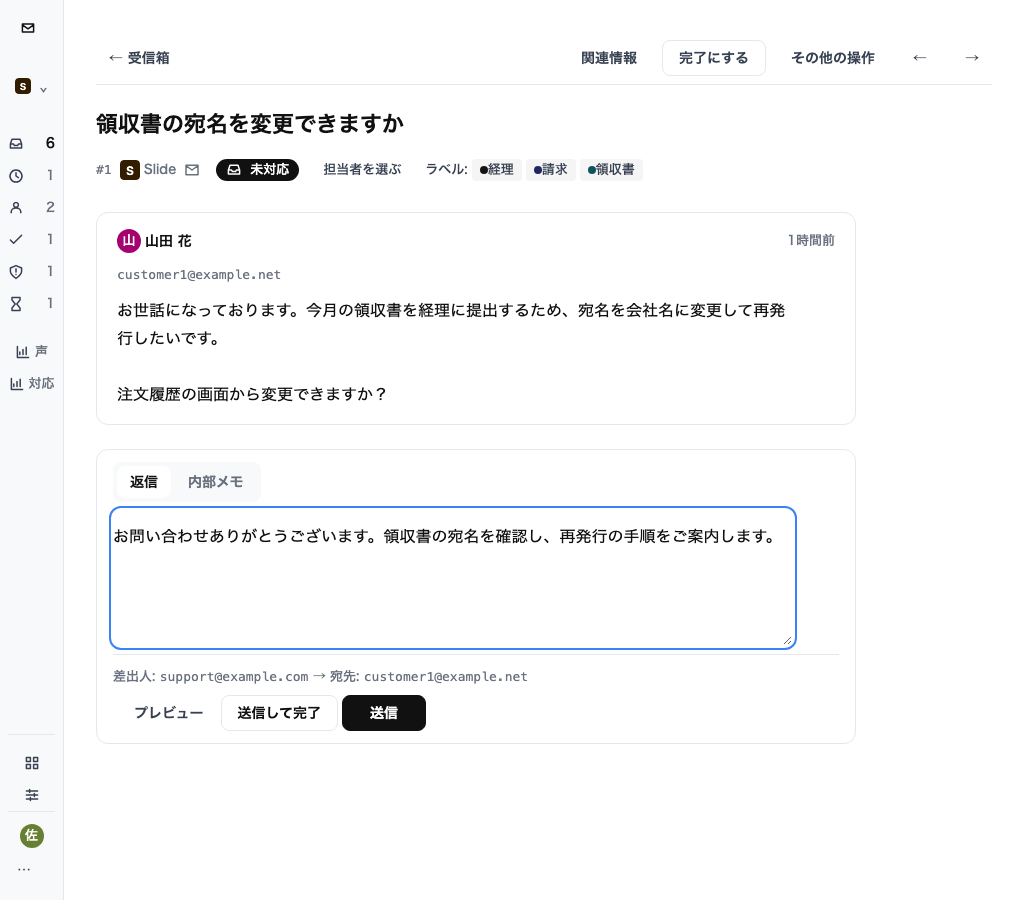 ← 受信箱
関連情報
完了にする
その他の操作
←
→
S
6
1
2
1
1
1
声
対応
佐
…
領収書の宛名を変更できますか
#1 S Slide 未対応 担当者を選ぶ ラベル: 経理 請求 領収書
山 山田 花
1時間前
customer1@example.net
お世話になっております。今月の領収書を経理に提出するため、宛名を会社名に変更して再発
行したいです。
注文履歴の画面から変更できますか？
返信 内部メモ
お問い合わせありがとうございます。領収書の宛名を確認し、再発行の手順をご案内します。
差出人: support@example.com → 宛先: customer1@example.net
プレビュー 送信して完了 送信